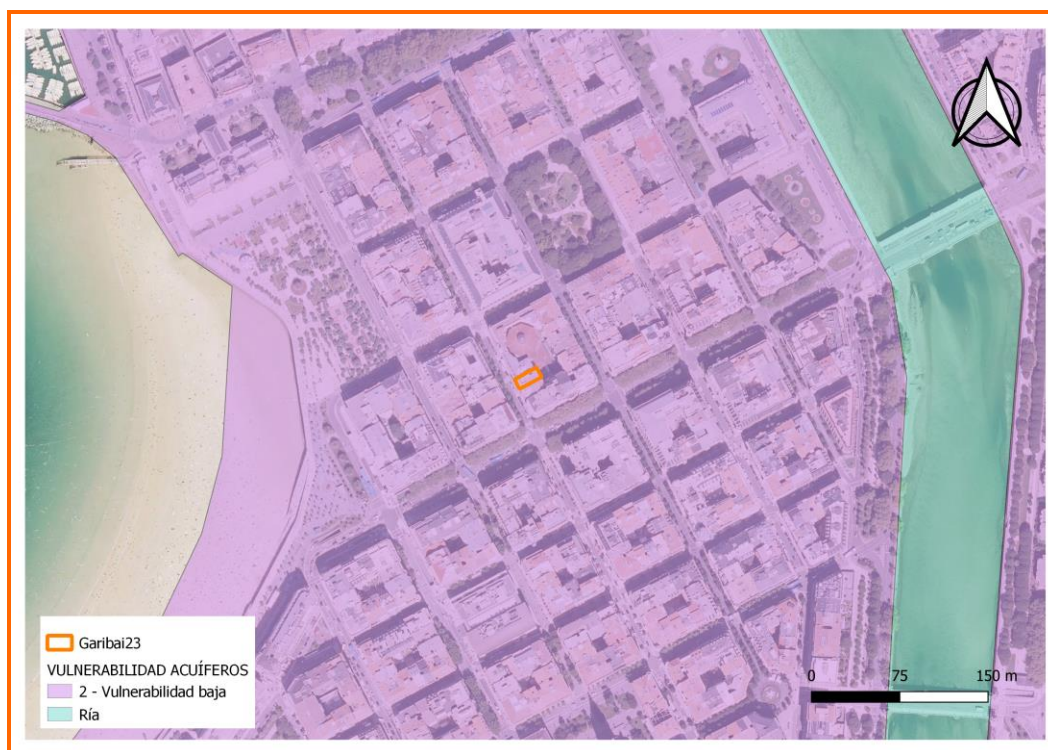 Garibai23
VULNERABILIDAD ACUÍFEROS
2 - Vulnerabilidad baja
Ría
0 75 150 m